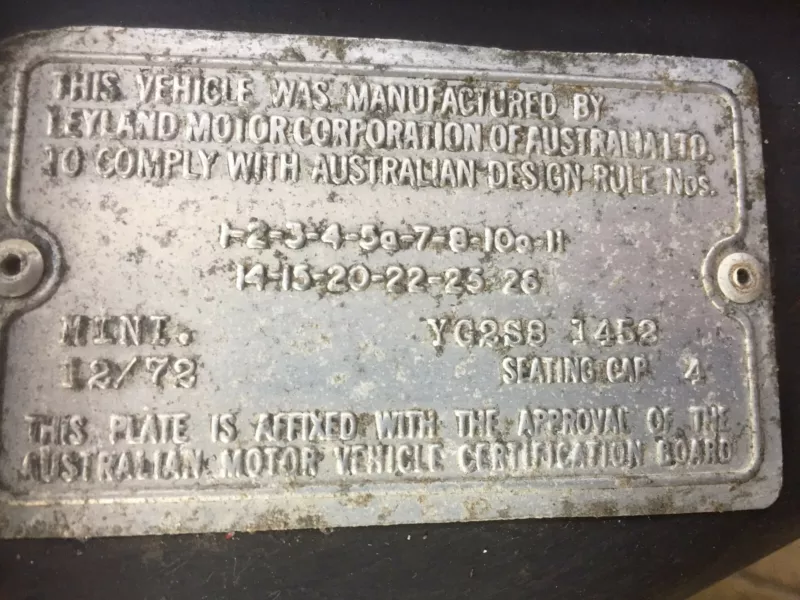 THIS VEHICLE WAS MANUFACTURED BY
LEYLAND MOTOR CORPORATION OF AUSTRALIA LTD.
TO COMPLY WITH AUSTRALIAN DESIGN RULE Nos.
1-2-3-4-5a-7-8-10a-11
14-15-20-22-25 26
MINI. YG2S8 1452
12/72 SEATING CAP 4
THIS PLATE IS AFFIXED WITH THE APPROVAL OF THE
AUSTRALIAN MOTOR VEHICLE CERTIFICATION BOARD